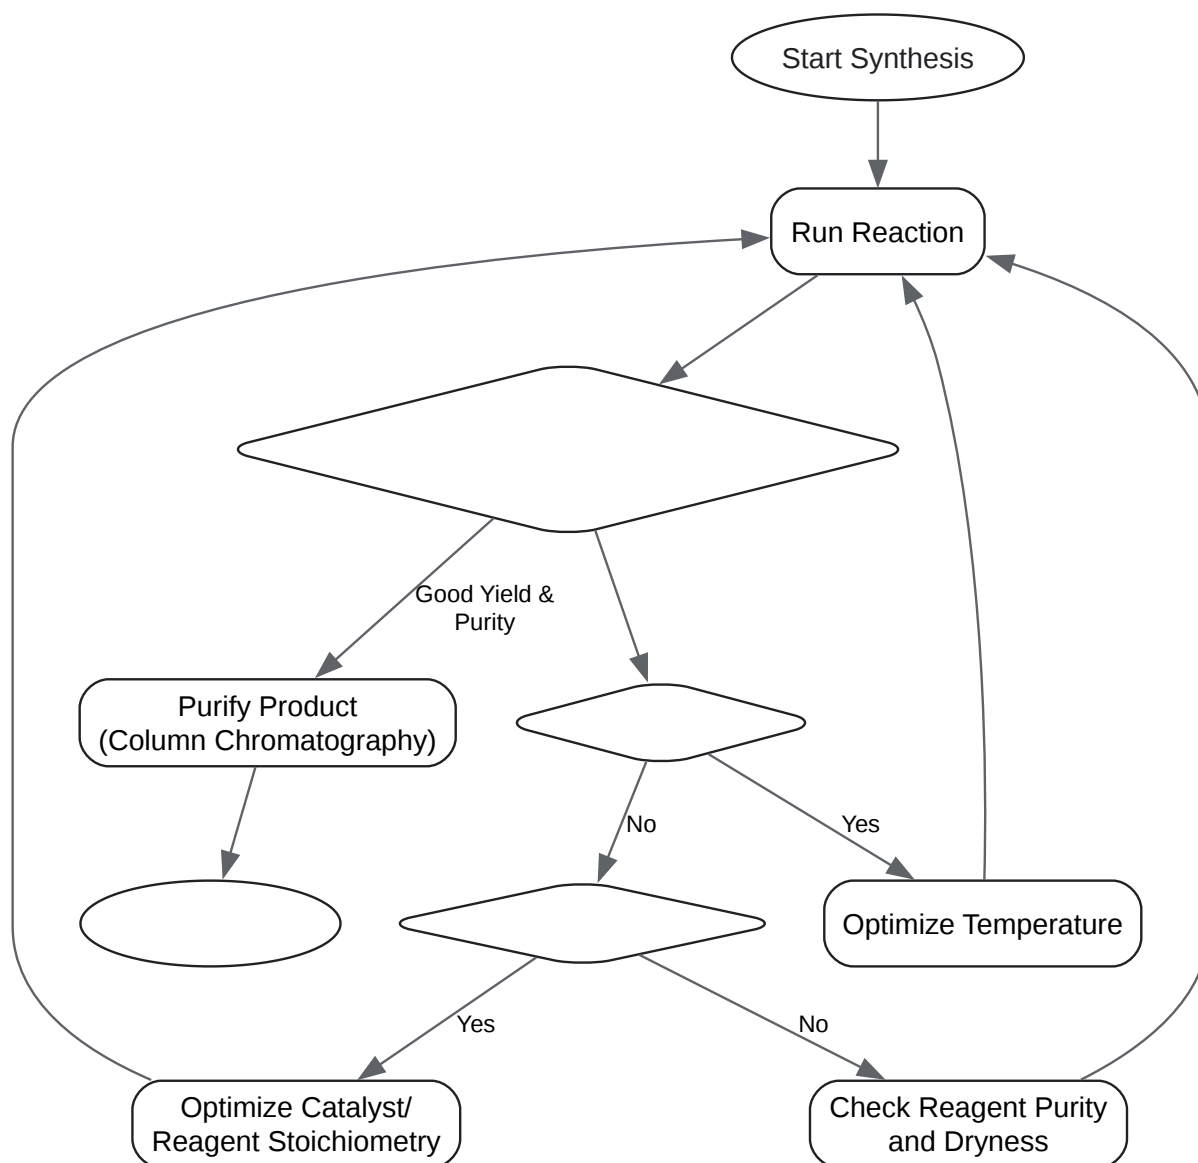 Start Synthesis
Run Reaction
Good Yield &
Purity
Purify Product
(Column Chromatography)
No
Yes
Optimize Temperature
Yes
No
Optimize Catalyst/
Reagent Stoichiometry
Check Reagent Purity
and Dryness